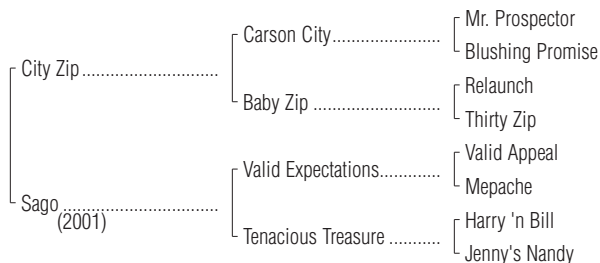 Mr. Prospector
Carson City........................
Blushing Promise
City Zip..............................
Relaunch
Baby Zip ............................
Thirty Zip
Valid Appeal
Valid Expectations.............
Mepache
Sago ..................................
(2001)
Harry 'n Bill
Tenacious Treasure ...........
Jenny's Nandy